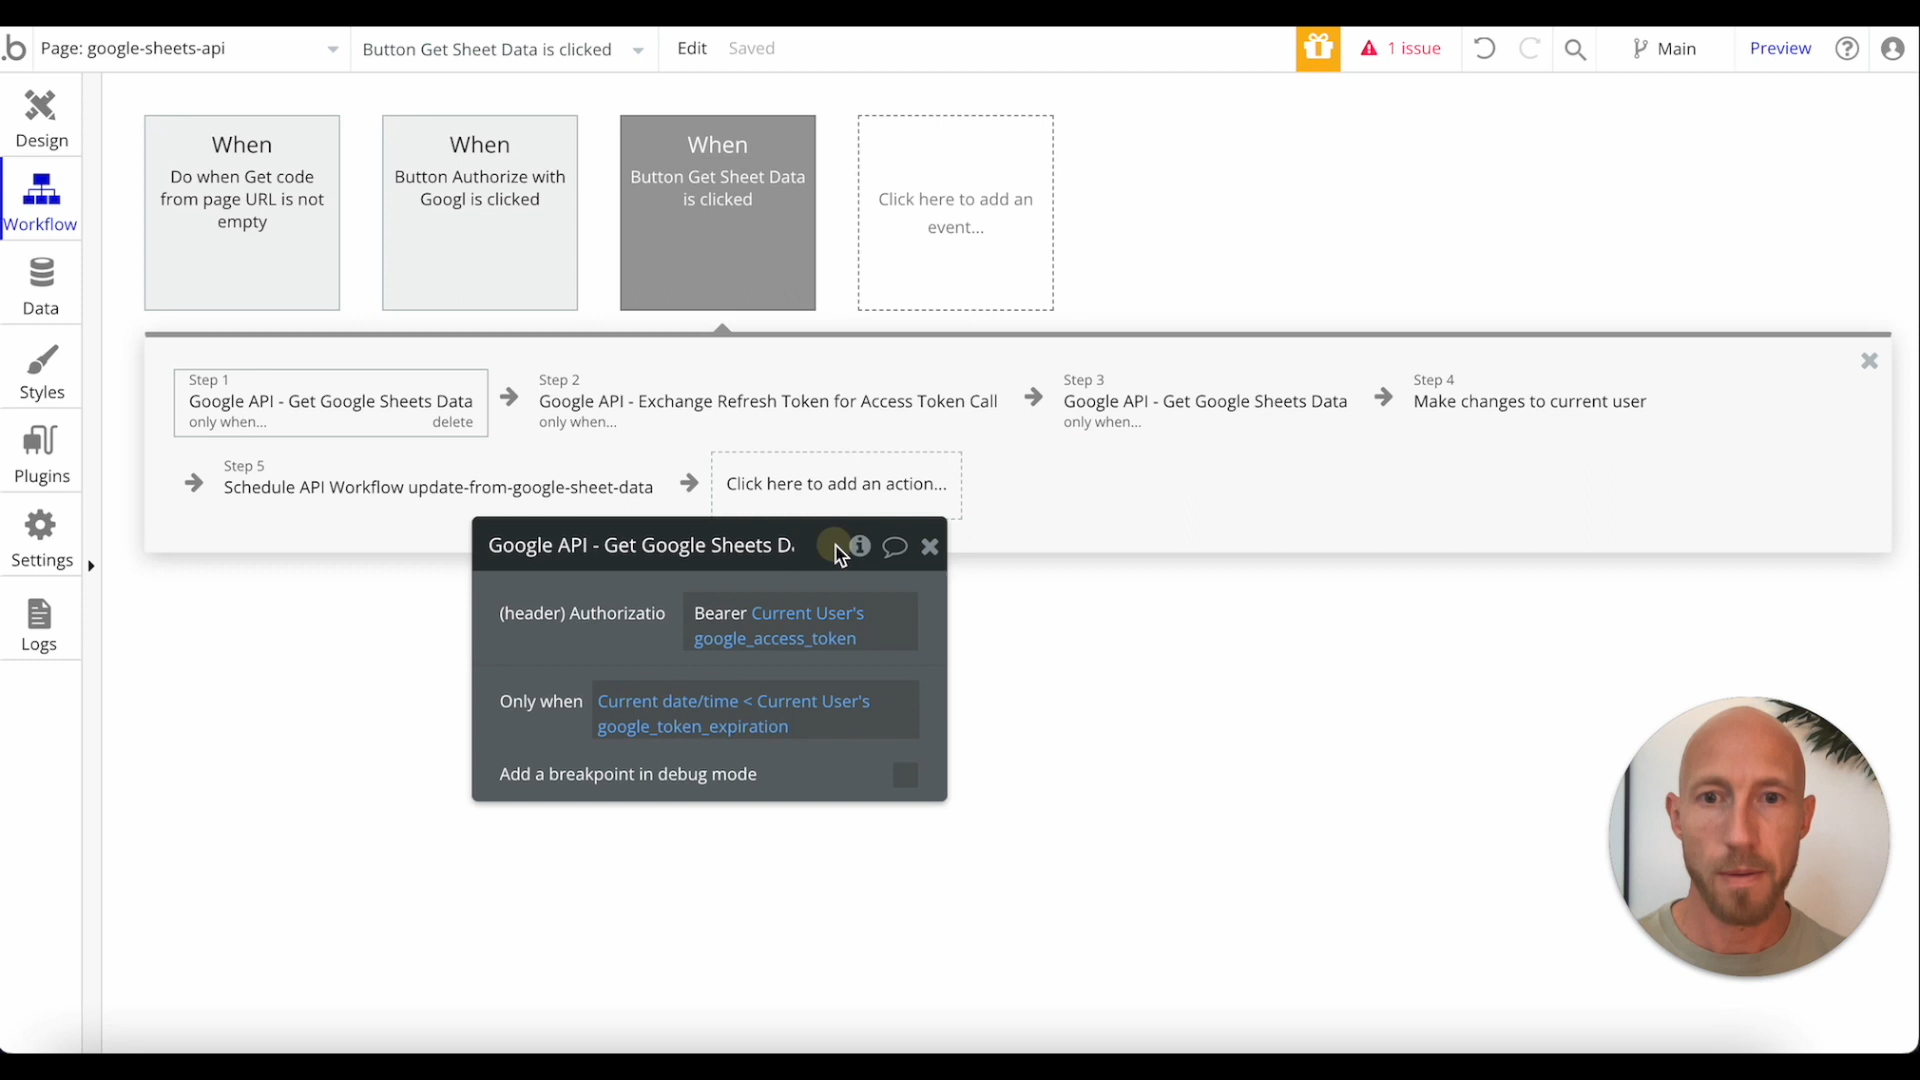 .b
Page: google-sheets-api
Button Get Sheet Data is clicked
Edit
Saved
1 issue
Main
Preview
?
Design
Workflow
Data
Styles
Plugins
Settings
Logs
When
Do when Get code
from page URL is not
empty
When
Button Authorize with
Googl is clicked
When
Button Get Sheet Data
is clicked
Click here to add an
event...
Step 1
Google API - Get Google Sheets Data
only when...
delete
Step 2
Google API - Exchange Refresh Token for Access Token Call
only when...
Step 3
Google API - Get Google Sheets Data
only when...
Step 4
Make changes to current user
Step 5
Schedule API Workflow update-from-google-sheet-data
Click here to add an action...
Google API - Get Google Sheets Da
(header) Authorizatio
Bearer Current User's
google_access_token
Only when
Current date/time < Current User's
google_token_expiration
Add a breakpoint in debug mode